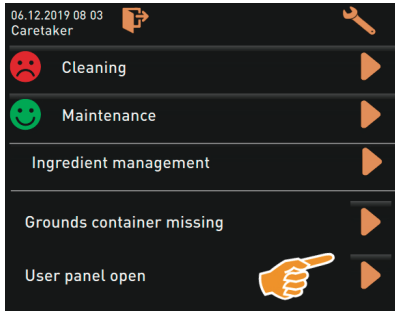 06.12.2019 08 03
Caretaker
Cleaning
Maintenance
Ingredient management
Grounds container missing
User panel open